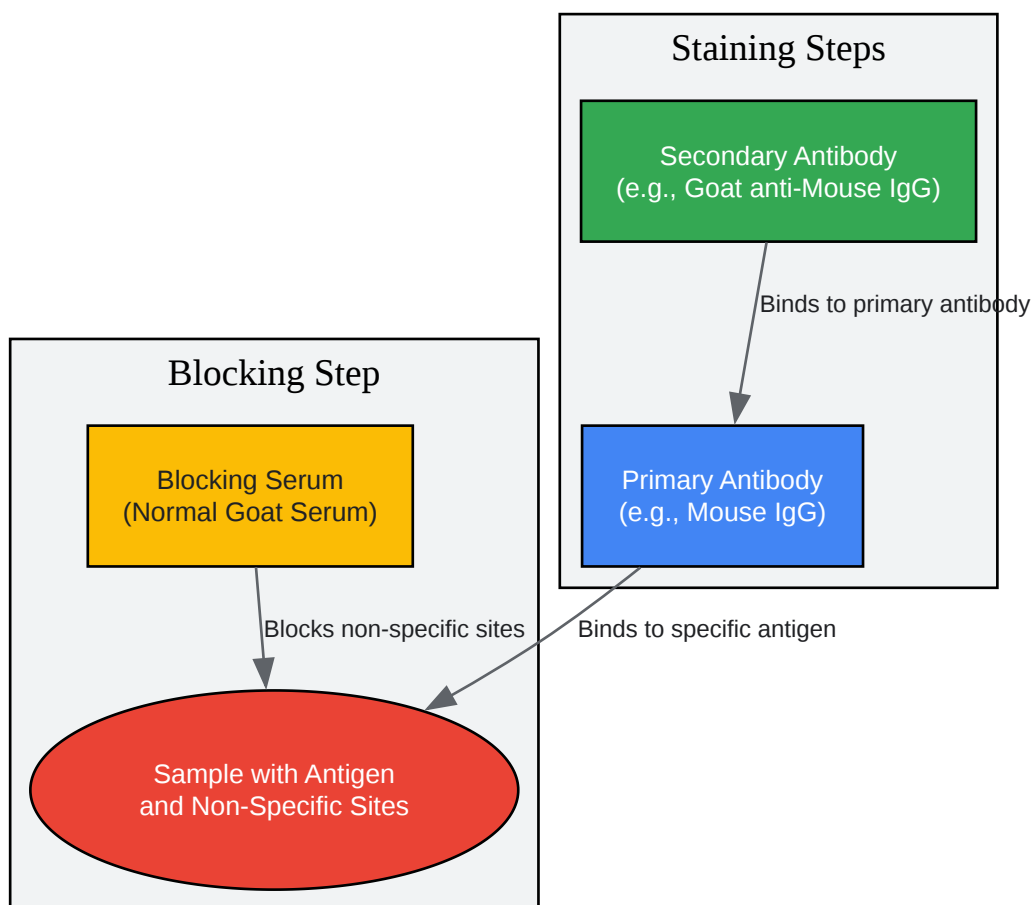 Staining Steps
Secondary Antibody
(e.g., Goat anti-Mouse IgG)
Binds to primary antibody
Blocking Step
Blocking Serum
(Normal Goat Serum)
Primary Antibody
(e.g., Mouse IgG)
Blocks non-specific sites
Binds to specific antigen
Sample with Antigen
and Non-Specific Sites